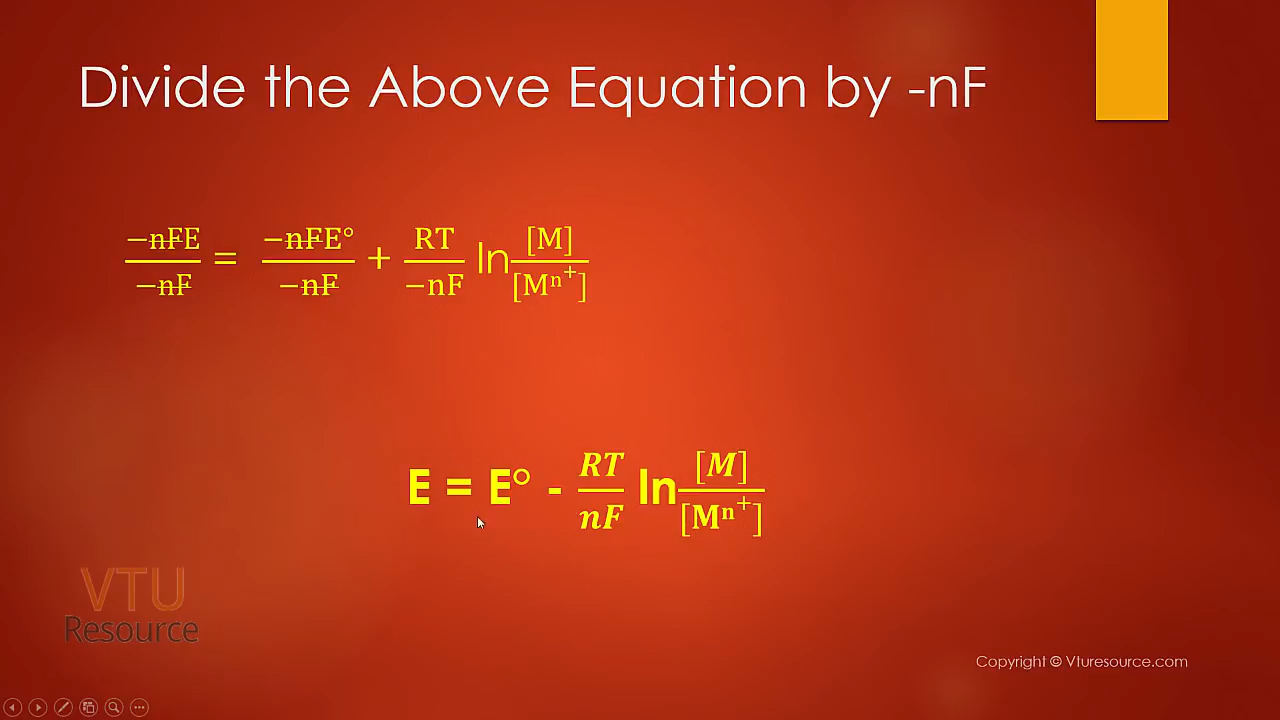 Divide the Above Equation by -nF
−nFE/−nF = −nFE°/−nF + RT/−nF ln[M]/[Mⁿ⁺]
E = E° - RT/nF ln[M]/[Mⁿ⁺]
VTU
Resource
Copyright © Vturesource.com